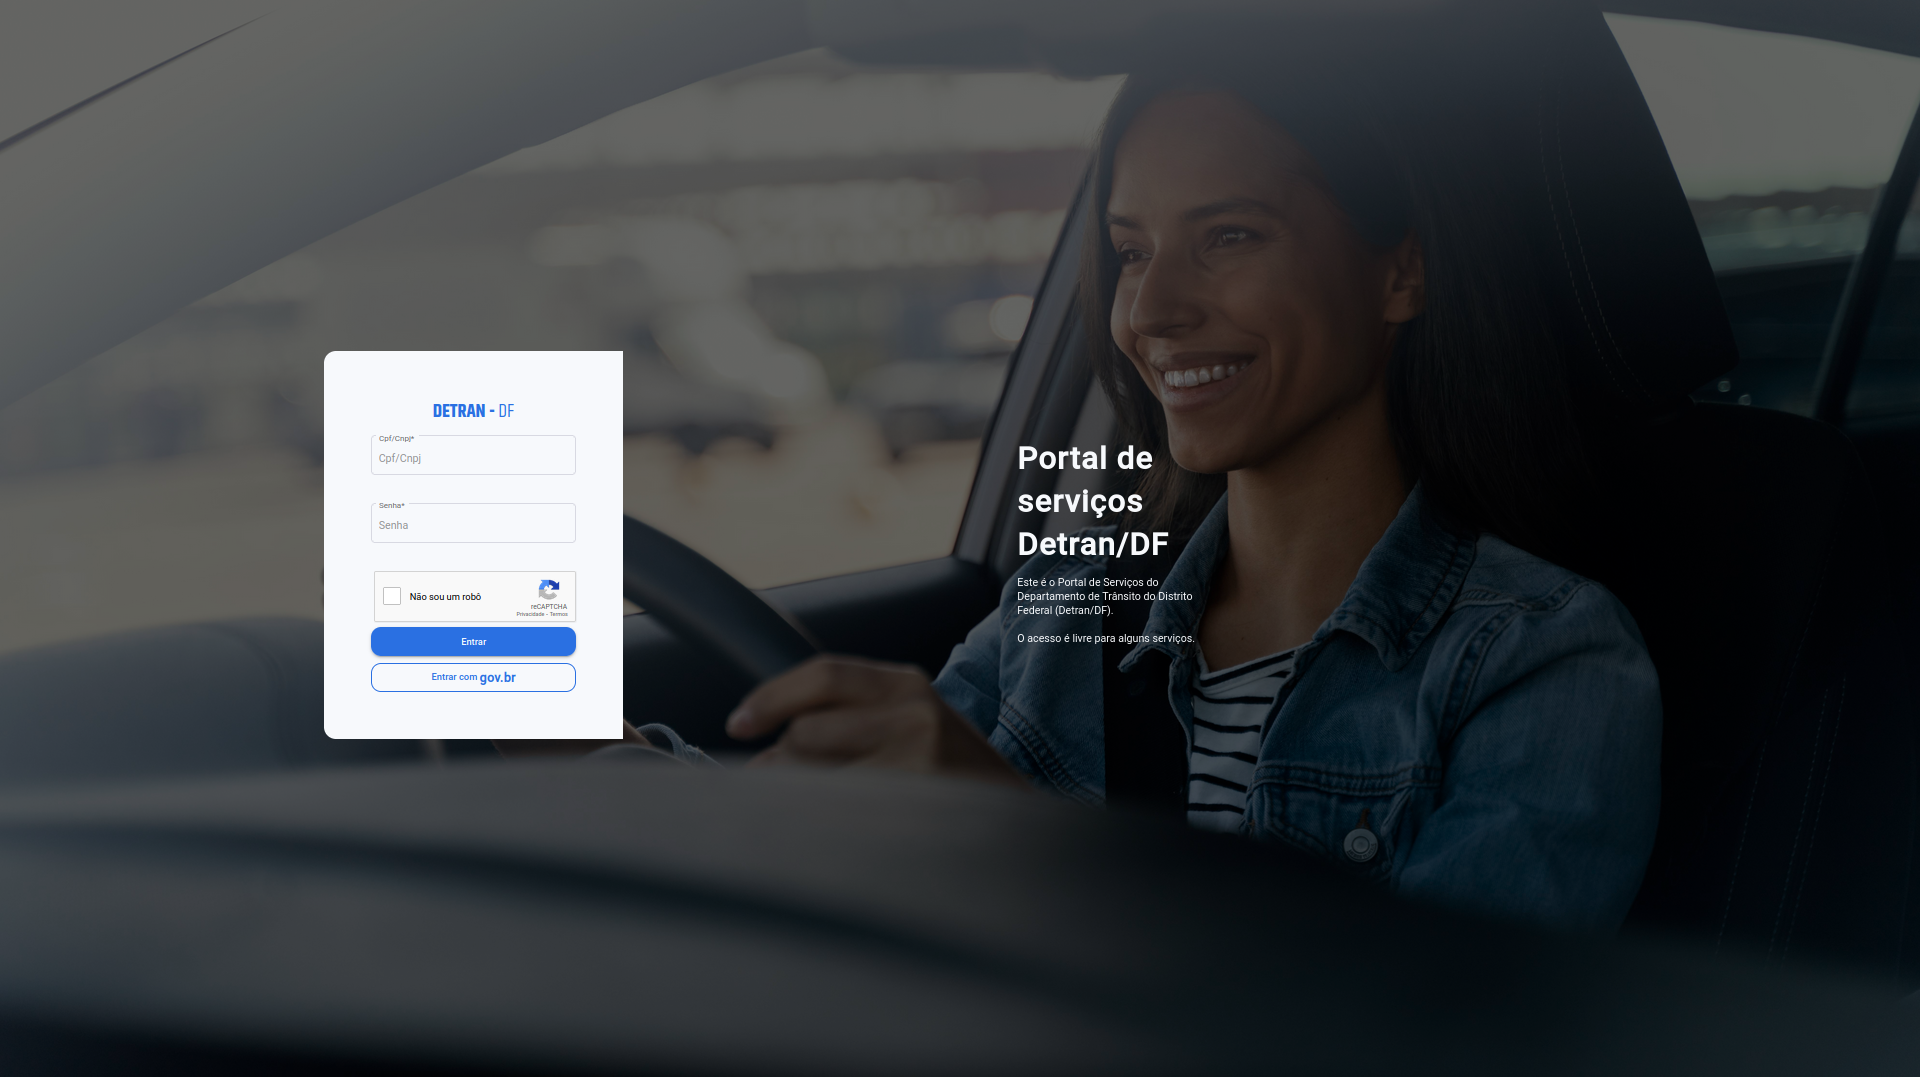 DETRAN - DF
Cpf/Cnpj*
Cpf/Cnpj
Senha*
Senha
Não sou um robô
reCAPTCHA
Privacidade - Termos
Entrar
Entrar com gov.br
Portal de
serviços
Detran/DF
Este é o Portal de Serviços do
Departamento de Trânsito do Distrito
Federal (Detran/DF).
O acesso é livre para alguns serviços.